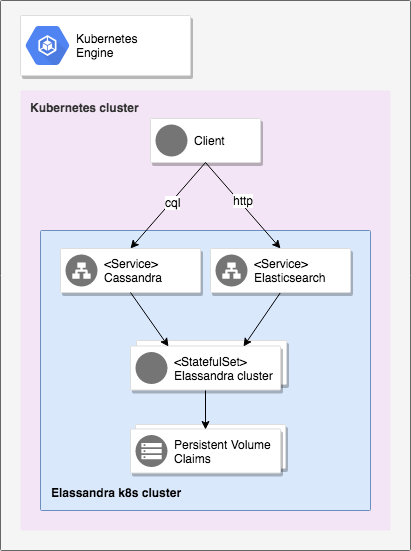 Kubernetes
Engine
Kubernetes cluster
Client
cql
http
<Service>
Cassandra
<Service>
Elasticsearch
<StatefulSet>
Elassandra cluster
Persistent Volume
Claims
Elassandra k8s cluster